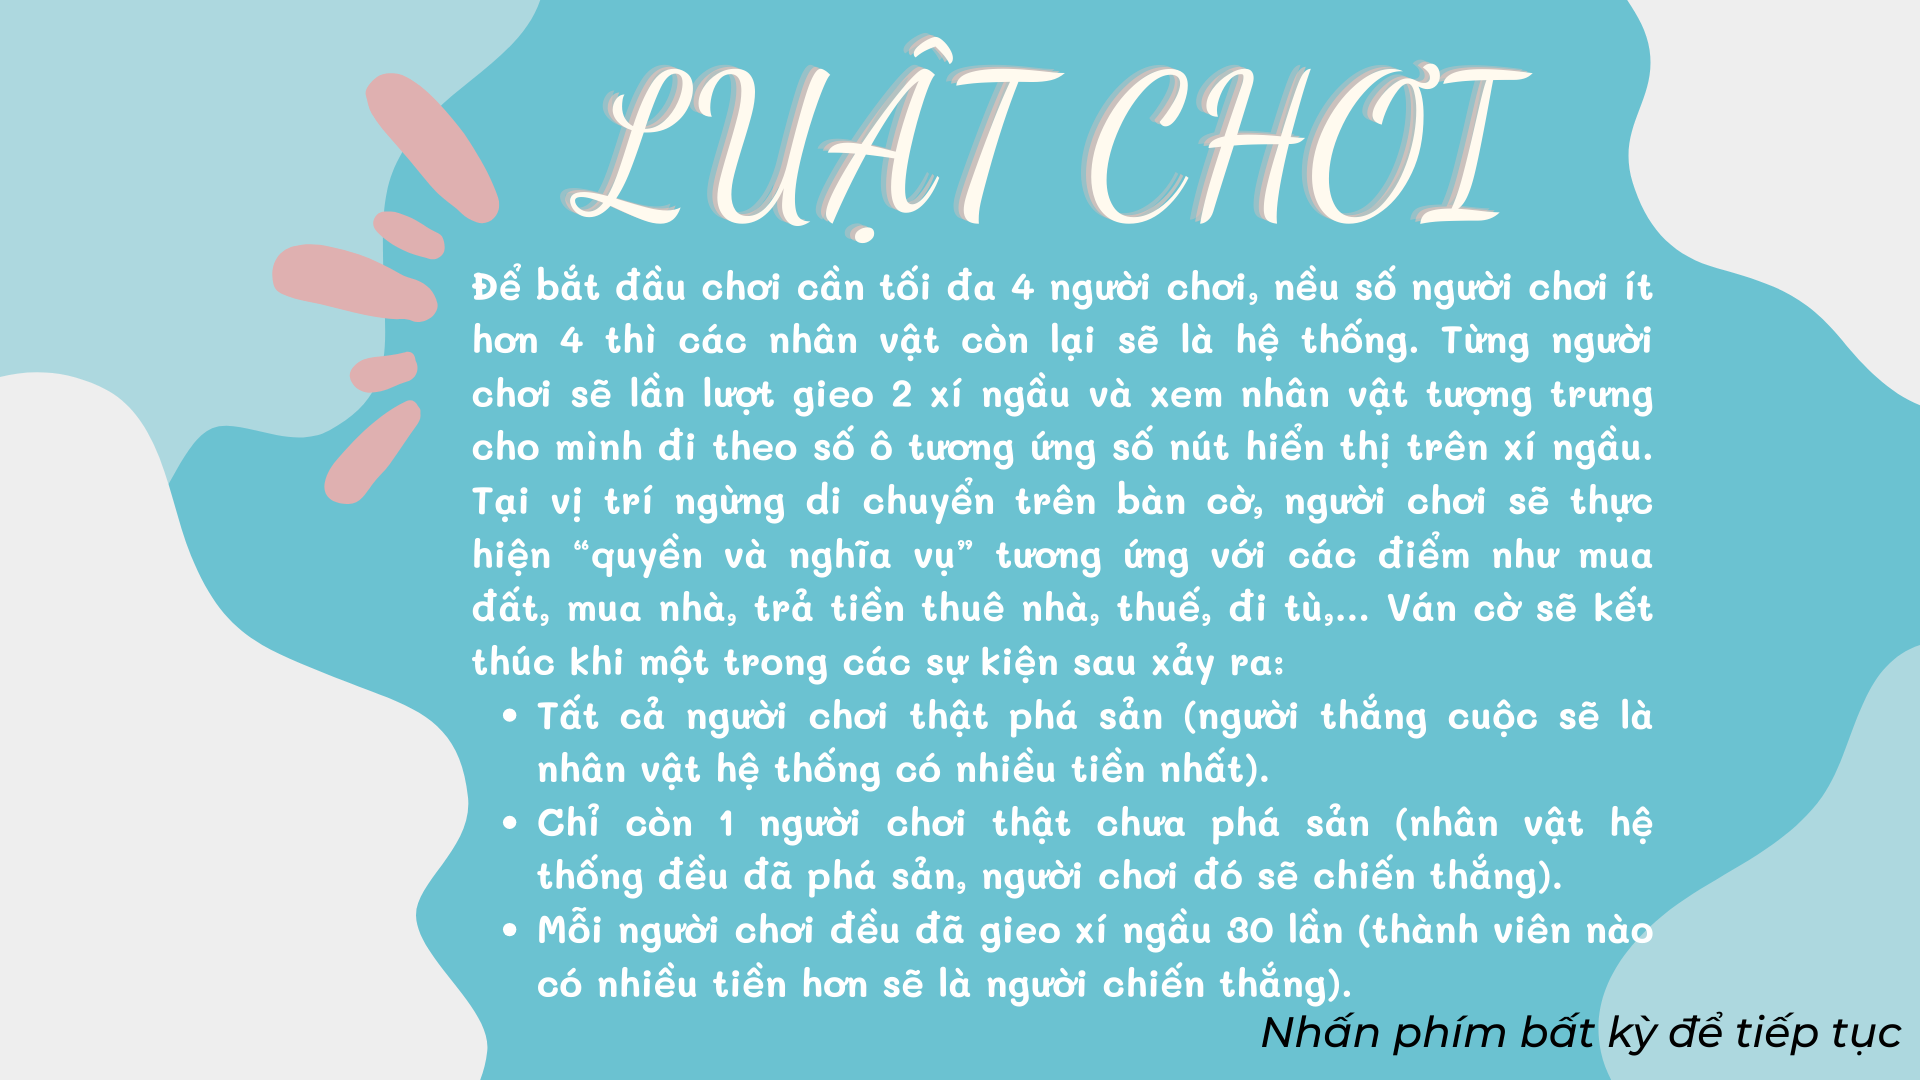 LUẬT CHƠI
Để bắt đầu chơi cần tối đa 4 người chơi, nều số người chơi ít
hơn 4 thì các nhân vật còn lại sẽ là hệ thống. Từng người
chơi sẽ lần lượt gieo 2 xí ngầu và xem nhân vật tượng trưng
cho mình đi theo số ô tương ứng số nút hiển thị trên xí ngầu.
Tại vị trí ngừng di chuyển trên bàn cờ, người chơi sẽ thực
hiện “quyền và nghĩa vụ” tương ứng với các điểm như mua
đất, mua nhà, trả tiền thuê nhà, thuế, đi tù,... Ván cờ sẽ kết
thúc khi một trong các sự kiện sau xảy ra:
• Tất cả người chơi thật phá sản (người thắng cuộc sẽ là
nhân vật hệ thống có nhiều tiền nhất).
• Chỉ còn 1 người chơi thật chưa phá sản (nhân vật hệ
thống đều đã phá sản, người chơi đó sẽ chiến thắng).
• Mỗi người chơi đều đã gieo xí ngầu 30 lần (thành viên nào
có nhiều tiền hơn sẽ là người chiến thắng).
Nhấn phím bất kỳ để tiếp tục